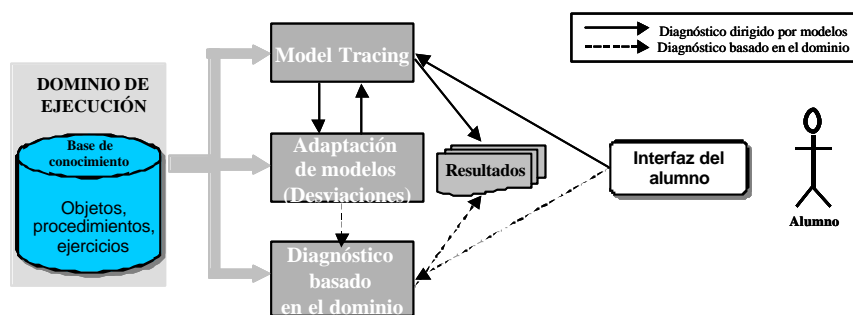 Diagnóstico dirigido por modelos
Diagnóstico basado en el dominio
DOMINIO DE
EJECUCIÓN
Base de
conocimiento
Objetos,
procedimientos,
ejercicios
Model Tracing
Adaptación
de modelos
(Desviaciones)
Diagnóstico
basado
en el dominio
Resultados
Interfaz del
alumno
Alumno